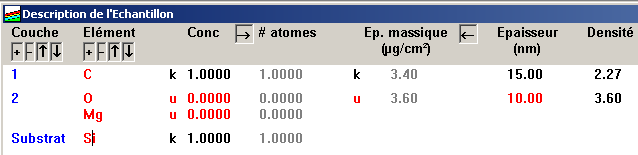 Description de l'Echantillon
Couche Elément Conc → # atomes Ep. massique ← Epaisseur Densité
+ - ↑ ↓ + - ↑ ↓ (µg/cm²) (nm)
1 C k 1.0000 1.0000 k 3.40 15.00 2.27
2 O u 0.0000 0.0000 u 3.60 10.00 3.60
Mg u 0.0000 0.0000
Substrat Si k 1.0000 1.0000